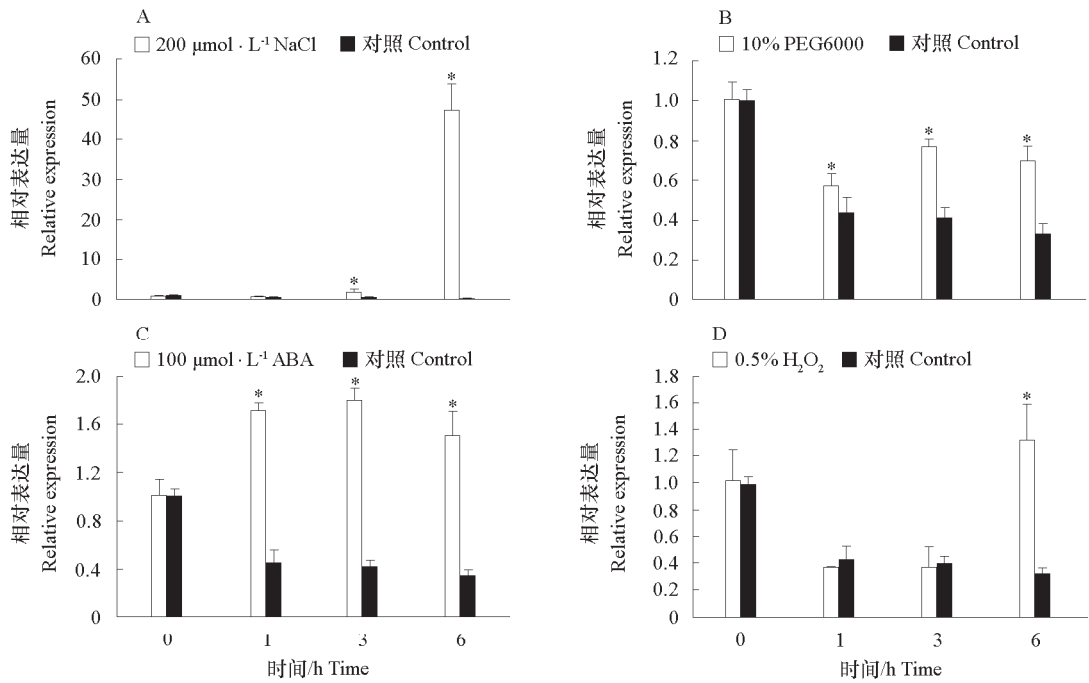 A
200 μmol · L⁻¹ NaCl 对照 Control
60
50
40
30
20
10
0
相对表达量
Relative expression
*
*
B
10% PEG6000 对照 Control
1.2
1.0
0.8
0.6
0.4
0.2
0
相对表达量
Relative expression
*
*
*
C
100 μmol · L⁻¹ ABA 对照 Control
2.0
1.6
1.2
0.8
0.4
0
相对表达量
Relative expression
*
*
*
0 1 3 6
时间/h Time
D
0.5% H₂O₂ 对照 Control
1.8
1.6
1.4
1.2
1.0
0.8
0.6
0.4
0.2
0
相对表达量
Relative expression
*
0 1 3 6
时间/h Time